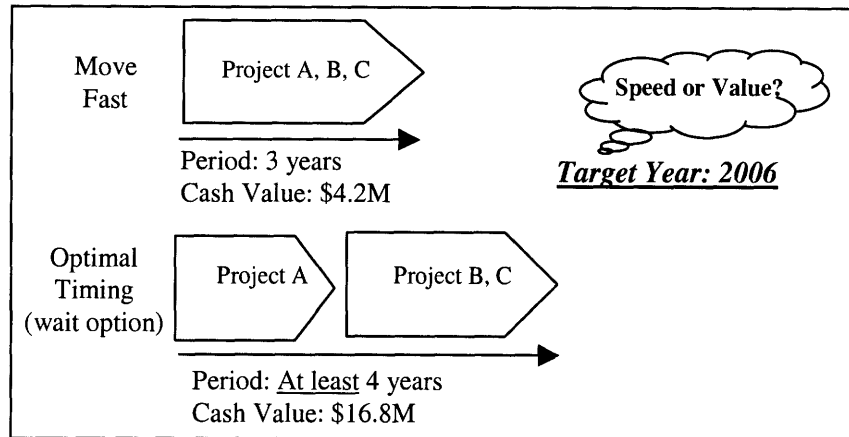 Move
Fast
Project A, B, C
Period: 3 years
Cash Value: $4.2M
Speed or Value?
Target Year: 2006
Optimal
Timing
(wait option)
Project A
Project B, C
Period: At least 4 years
Cash Value: $16.8M